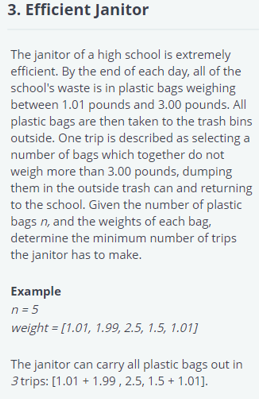 3. Efficient Janitor
The janitor of a high school is extremely
efficient. By the end of each day, all of the
school's waste is in plastic bags weighing
between 1.01 pounds and 3.00 pounds. All
plastic bags are then taken to the trash bins
outside. One trip is described as selecting a
number of bags which together do not
weigh more than 3.00 pounds, dumping
them in the outside trash can and returning
to the school. Given the number of plastic
bags n, and the weights of each bag,
determine the minimum number of trips
the janitor has to make.
Example
n = 5
weight = [1.01, 1.99, 2.5, 1.5, 1.01]
The janitor can carry all plastic bags out in
3 trips: [1.01 + 1.99 , 2.5, 1.5 + 1.01].